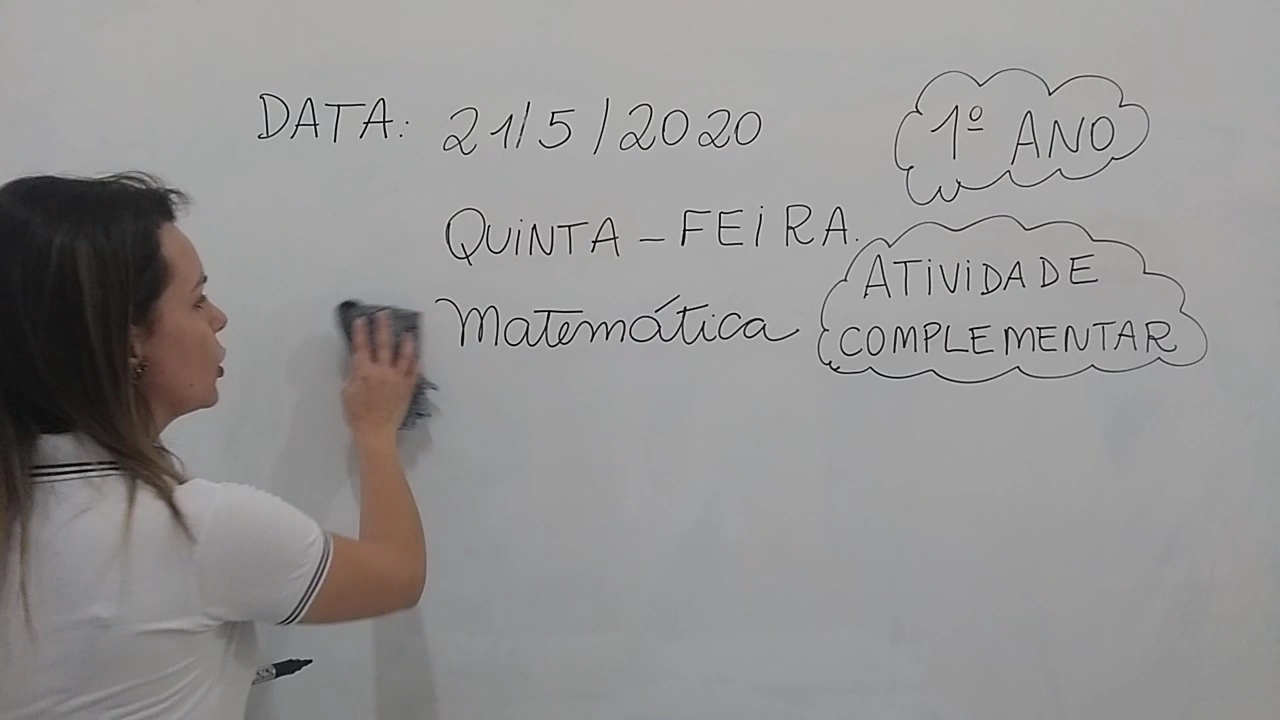 DATA: 21/5/2020
1º ANO
QUINTA-FEIRA.
Matemática
ATIVIDADE
COMPLEMENTAR